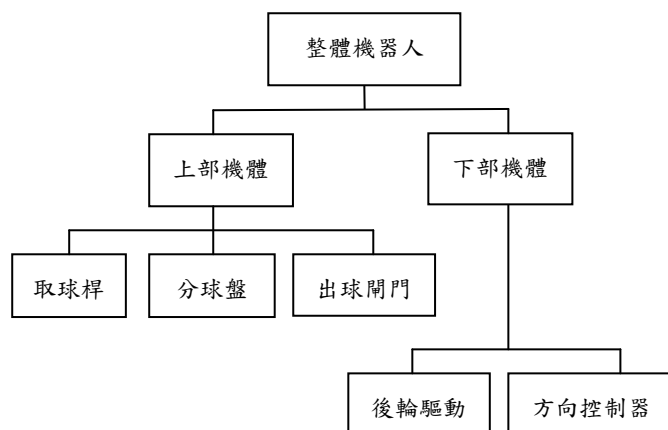 整體機器人
上部機體
下部機體
取球桿
分球盤
出球閘門
後輪驅動
方向控制器